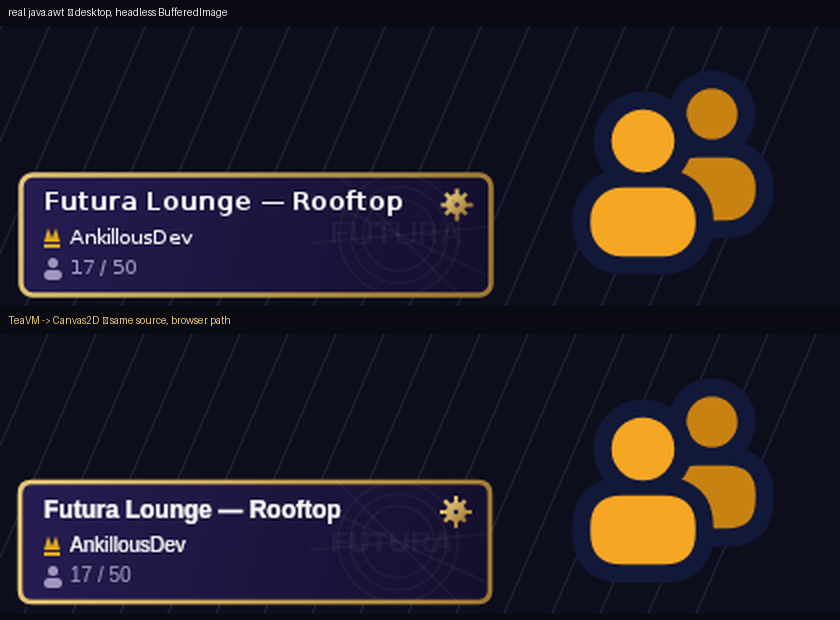 real java.awt 🀆 desktop, headless BufferedImage
Futura Lounge — Rooftop
FUTURA
AnkillousDev
17 / 50
TeaVM -> Canvas2D 🀆 same source, browser path
Futura Lounge — Rooftop
FUTURA
AnkillousDev
17 / 50